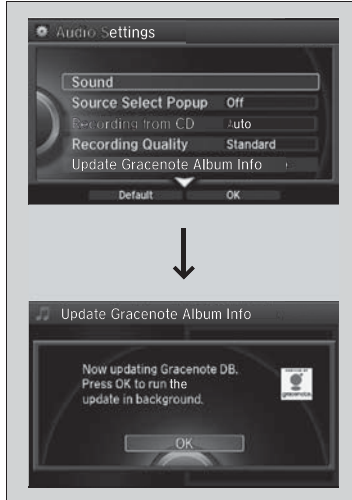 Audio Settings
Sound
Source Select Popup Off
Recording from CD Auto
Recording Quality Standard
Update Gracenote Album Info
Default OK
Update Gracenote Album Info
Now updating Gracenote DB.
Press OK to run the
update in background.
gracenote
OK